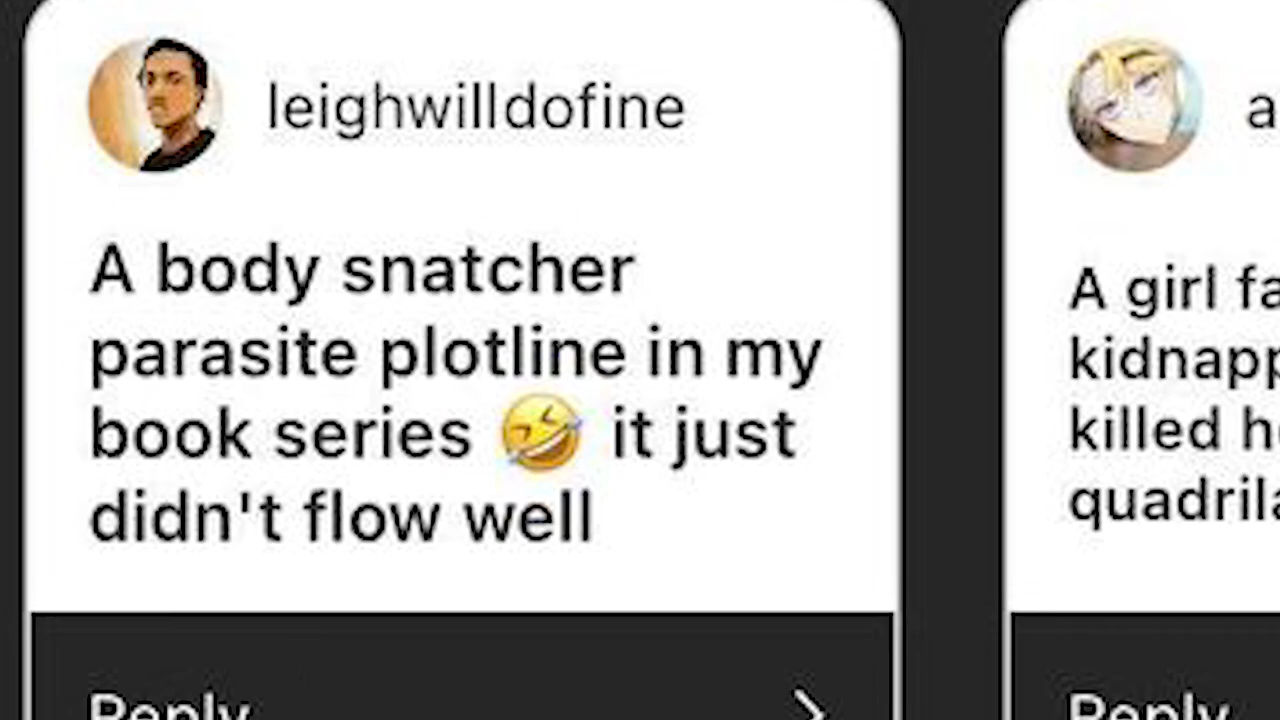 leighwilldofine
A body snatcher
parasite plotline in my
book series 🤣 it just
didn't flow well
Reply
a
A girl fa
kidnapp
killed he
quadrila
Reply